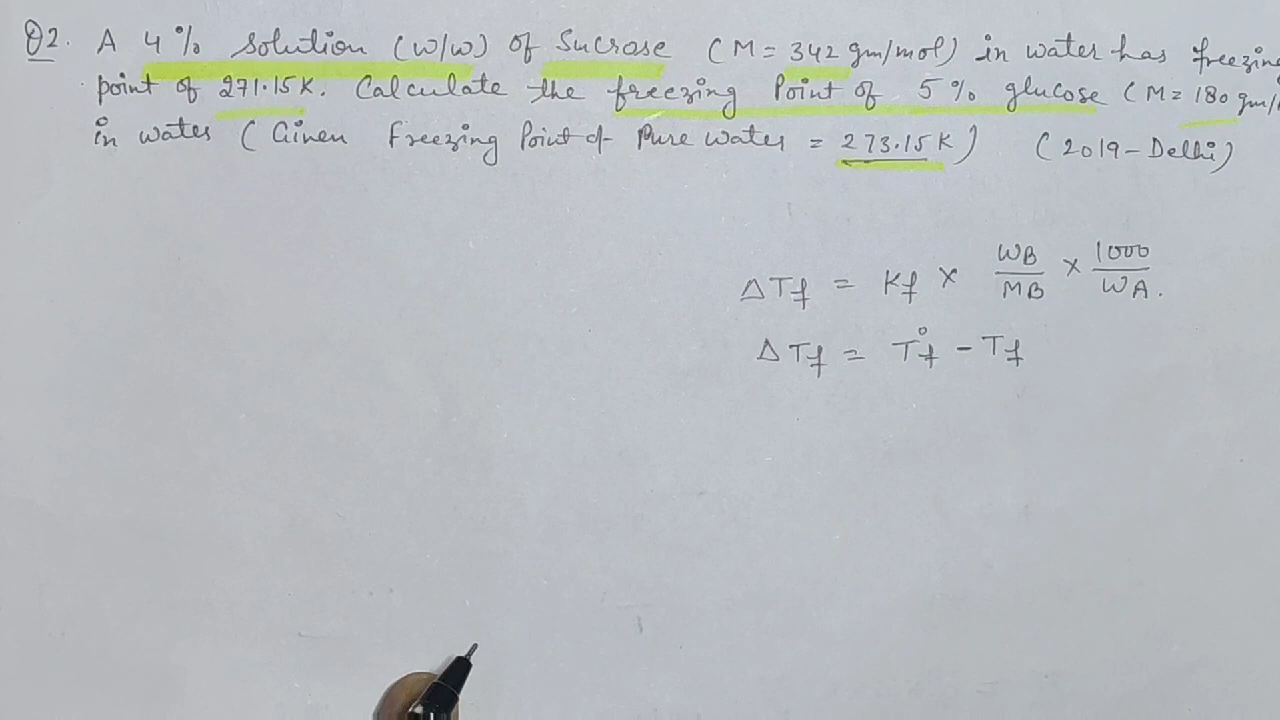 Q2. A 4% solution (w/w) of Sucrose (M = 342 gm/mol) in water has freezing
point of 271.15K. Calculate the freezing Point of 5% glucose (M = 180 gm/
in water (Given Freezing Point of Pure water = 273.15K) (2019-Delhi)
ΔTf = Kf × WB/MB × 1000/WA.
ΔTf = T°f - Tf